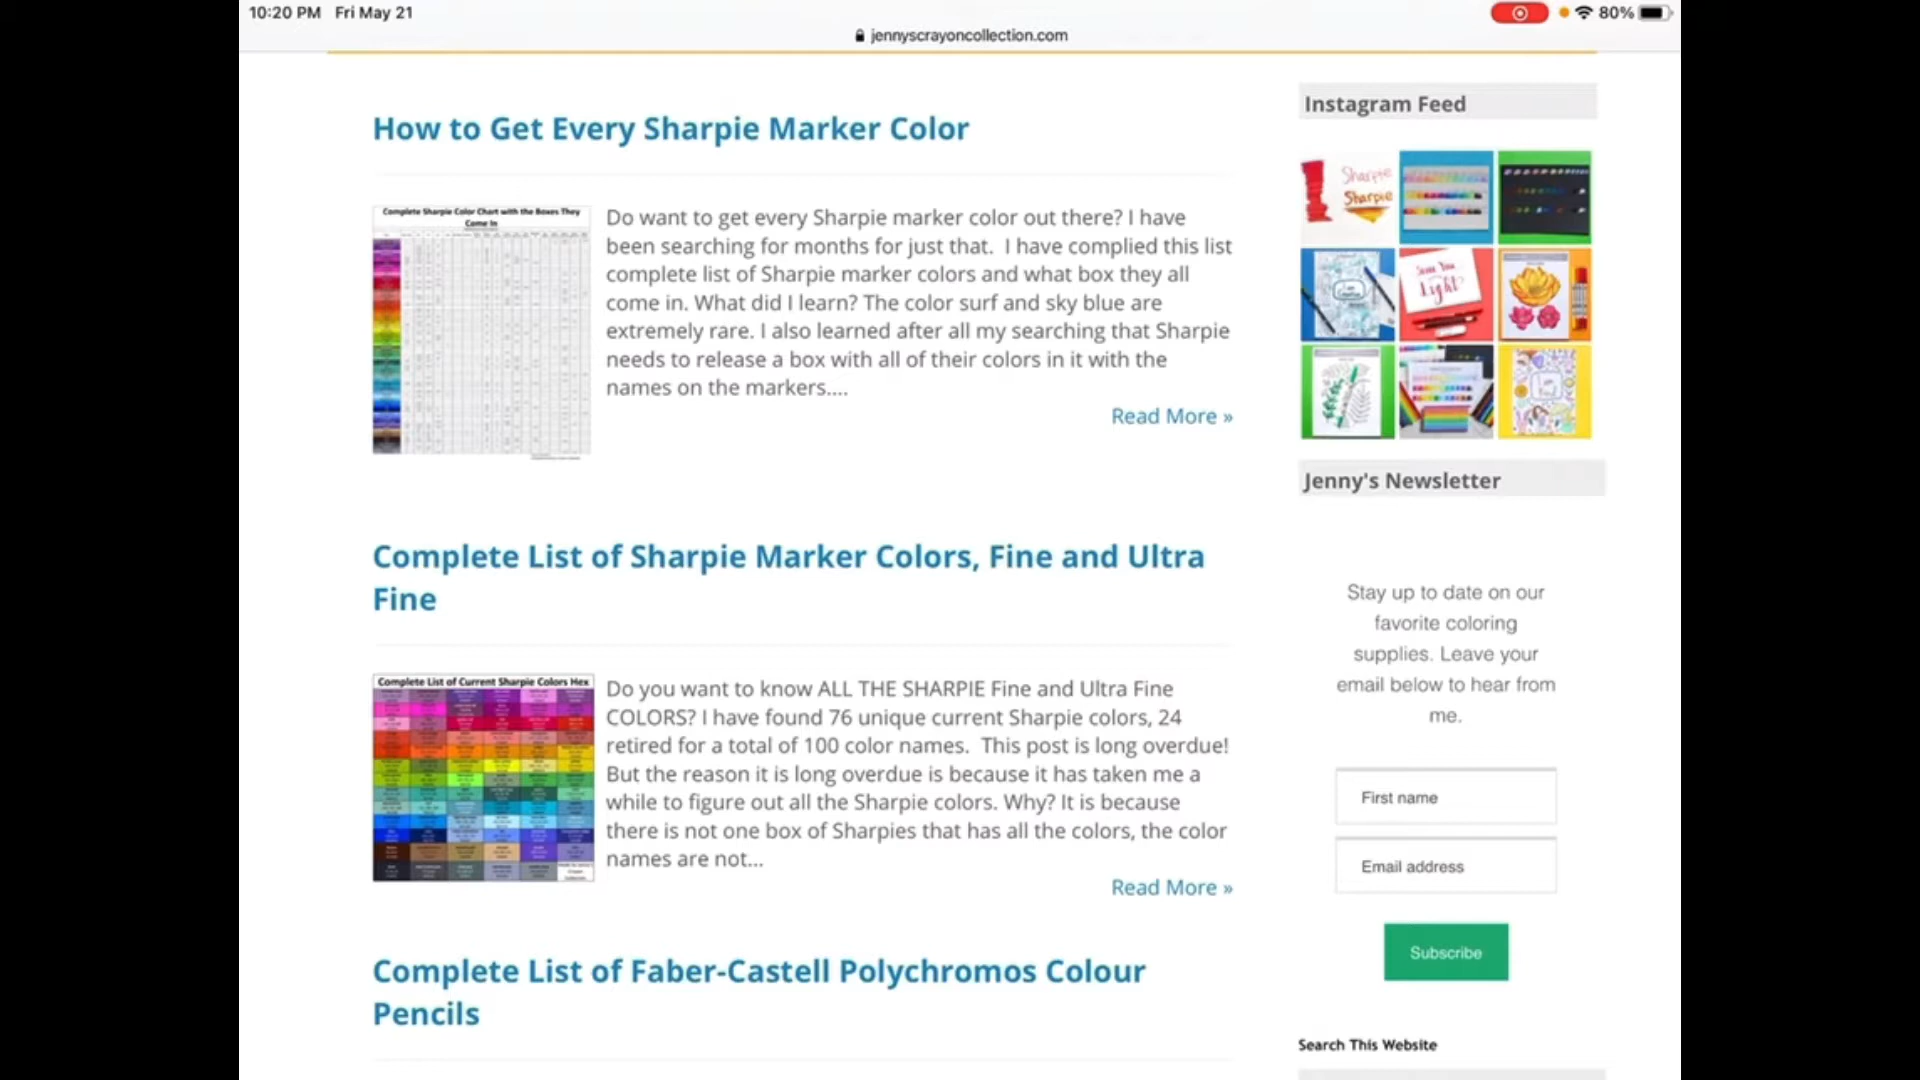 10:20 PM Fri May 21
80%
jennyscrayoncollection.com
How to Get Every Sharpie Marker Color
Complete Sharpie Color Chart with the Boxes They
Come In
Do want to get every Sharpie marker color out there? I have
been searching for months for just that. I have complied this list
complete list of Sharpie marker colors and what box they all
come in. What did I learn? The color surf and sky blue are
extremely rare. I also learned after all my searching that Sharpie
needs to release a box with all of their colors in it with the
names on the markers....
Read More »
Complete List of Sharpie Marker Colors, Fine and Ultra
Fine
Complete List of Current Sharpie Colors Hex
Do you want to know ALL THE SHARPIE Fine and Ultra Fine
COLORS? I have found 76 unique current Sharpie colors, 24
retired for a total of 100 color names. This post is long overdue!
But the reason it is long overdue is because it has taken me a
while to figure out all the Sharpie colors. Why? It is because
there is not one box of Sharpies that has all the colors, the color
names are not...
Read More »
Complete List of Faber-Castell Polychromos Colour
Pencils
Instagram Feed
Sharpie
Sharpie
Light
Jenny's Newsletter
Stay up to date on our
favorite coloring
supplies. Leave your
email below to hear from
me.
First name
Email address
Subscribe
Search This Website